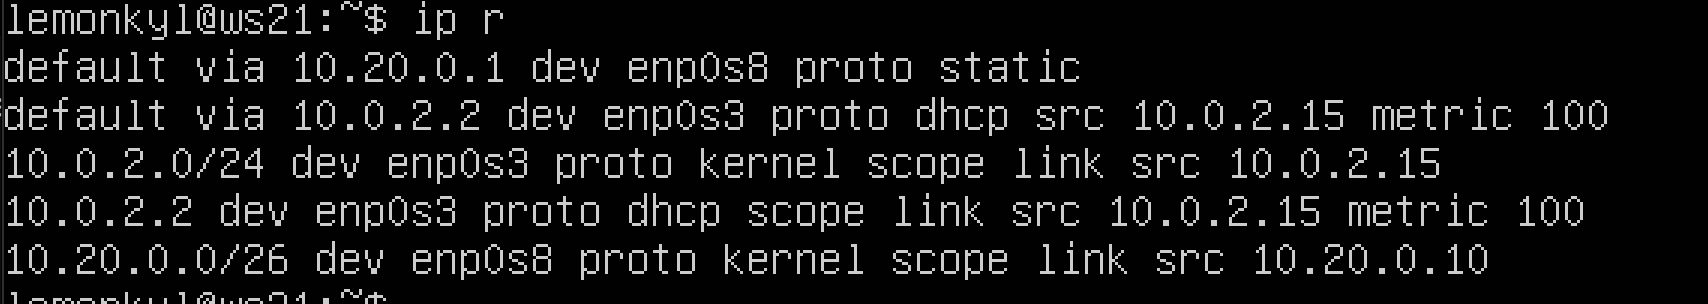 lemonkyl@ws21:~$ ip r
default via 10.20.0.1 dev enp0s8 proto static
default via 10.0.2.2 dev enp0s3 proto dhcp src 10.0.2.15 metric 100
10.0.2.0/24 dev enp0s3 proto kernel scope link src 10.0.2.15
10.0.2.2 dev enp0s3 proto dhcp scope link src 10.0.2.15 metric 100
10.20.0.0/26 dev enp0s8 proto kernel scope link src 10.20.0.10
lemonkyl@ws21:~$